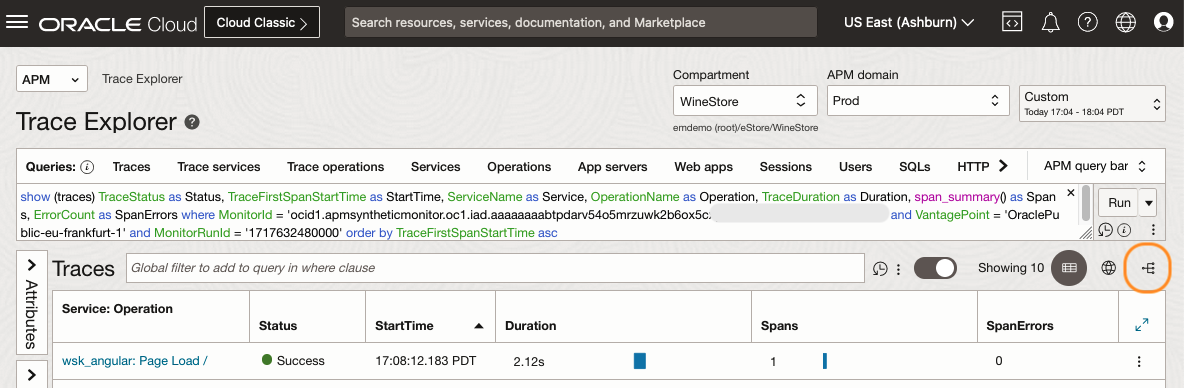 ORACLE Cloud Cloud Classic Search resources, services, documentation, and Marketplace US East (Ashburn)
APM Trace Explorer
Compartment APM domain
WineStore Prod Custom
Today 17:04 - 18:04 PDT
Trace Explorer
emdemo (root)/eStore/WineStore
Queries: Traces Trace services Trace operations Services Operations App servers Web apps Sessions Users SQLs HTTP APM query bar
show (traces) TraceStatus as Status, TraceFirstSpanStartTime as StartTime, ServiceName as Service, OperationName as Operation, TraceDuration as Duration, span_summary() as Span
s, ErrorCount as SpanErrors where MonitorId = 'ocid1.apmsyntheticmonitor.oc1.iad.aaaaaaaabtpdarv54o5mrzuwk2b6ox5c and VantagePoint = 'OraclePu
blic-eu-frankfurt-1' and MonitorRunId = '1717632480000' order by TraceFirstSpanStartTime asc
Run
Attributes
Traces Global filter to add to query in where clause Showing 10
Service: Operation Status StartTime Duration Spans SpanErrors
wsk_angular: Page Load / Success 17:08:12.183 PDT 2.12s 1 0